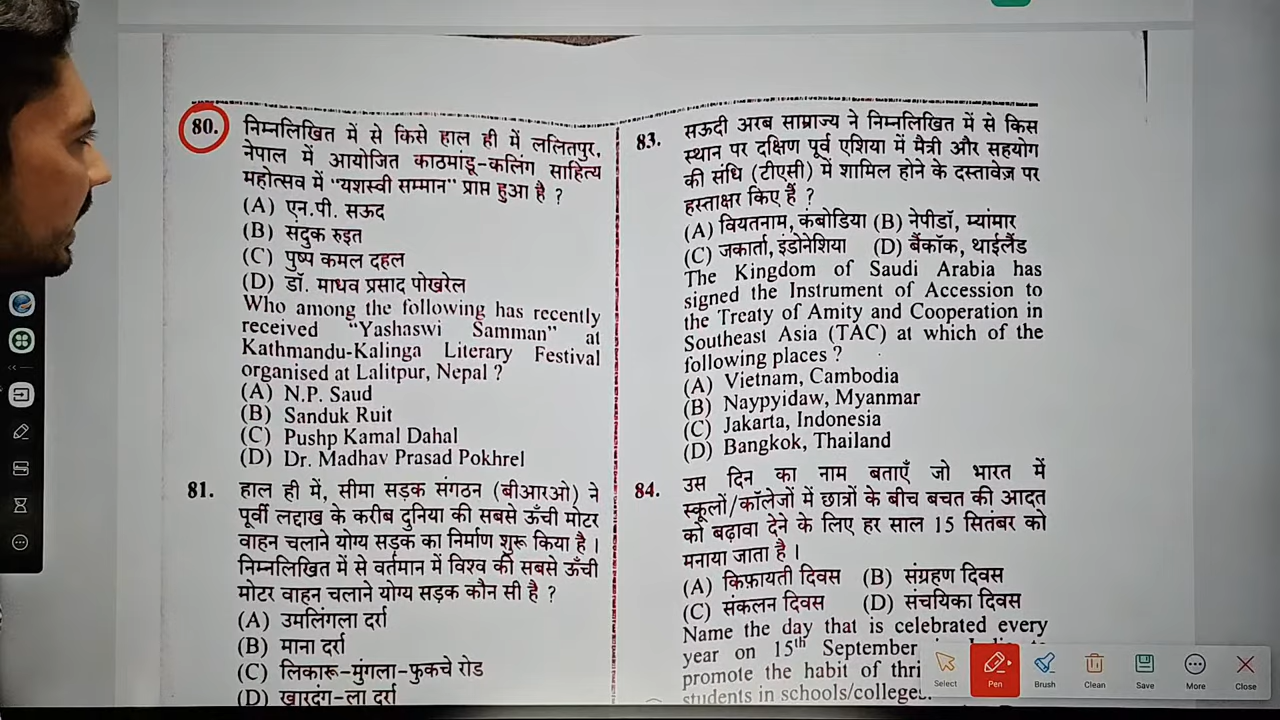 80. निम्नलिखित में से किसे हाल ही में ललितपुर,
नेपाल में आयोजित काठमांडू-कलिंग साहित्य
महोत्सव में "यशस्वी सम्मान" प्राप्त हुआ है ?
(A) एन.पी. सऊद
(B) संदुक रुइत
(C) पुष्प कमल दहल
(D) डॉ. माधव प्रसाद पोखरेल
Who among the following has recently
received "Yashaswi Samman" at
Kathmandu-Kalinga Literary Festival
organised at Lalitpur, Nepal ?
(A) N.P. Saud
(B) Sanduk Ruit
(C) Pushp Kamal Dahal
(D) Dr. Madhav Prasad Pokhrel
81. हाल ही में, सीमा सड़क संगठन (बीआरओ) ने
पूर्वी लद्दाख के करीब दुनिया की सबसे ऊँची मोटर
वाहन चलाने योग्य सड़क का निर्माण शुरू किया है ।
निम्नलिखित में से वर्तमान में विश्व की सबसे ऊँची
मोटर वाहन चलाने योग्य सड़क कौन सी है ?
(A) उमलिंगला दर्रा
(B) माना दर्रा
(C) लिकारू-मुंगला-फुकचे रोड
(D) खारदंग-ला दर्रा
83. सऊदी अरब साम्राज्य ने निम्नलिखित में से किस
स्थान पर दक्षिण पूर्व एशिया में मैत्री और सहयोग
की संधि (टीएसी) में शामिल होने के दस्तावेज़ पर
हस्ताक्षर किए हैं ?
(A) वियतनाम, कंबोडिया (B) नेपीडॉ, म्यांमार
(C) जकार्ता, इंडोनेशिया (D) बैंकॉक, थाईलैंड
The Kingdom of Saudi Arabia has
signed the Instrument of Accession to
the Treaty of Amity and Cooperation in
Southeast Asia (TAC) at which of the
following places ?
(A) Vietnam, Cambodia
(B) Naypyidaw, Myanmar
(C) Jakarta, Indonesia
(D) Bangkok, Thailand
84. उस दिन का नाम बताएँ जो भारत में
स्कूलों/कॉलेजों में छात्रों के बीच बचत की आदत
को बढ़ावा देने के लिए हर साल 15 सितंबर को
मनाया जाता है ।
(A) किफ़ायती दिवस (B) संग्रहण दिवस
(C) संकलन दिवस (D) संचयिका दिवस
Name the day that is celebrated every
year on 15th September
promote the habit of
students in schools/colleges.
Select Pen Brush Clean Save More Close